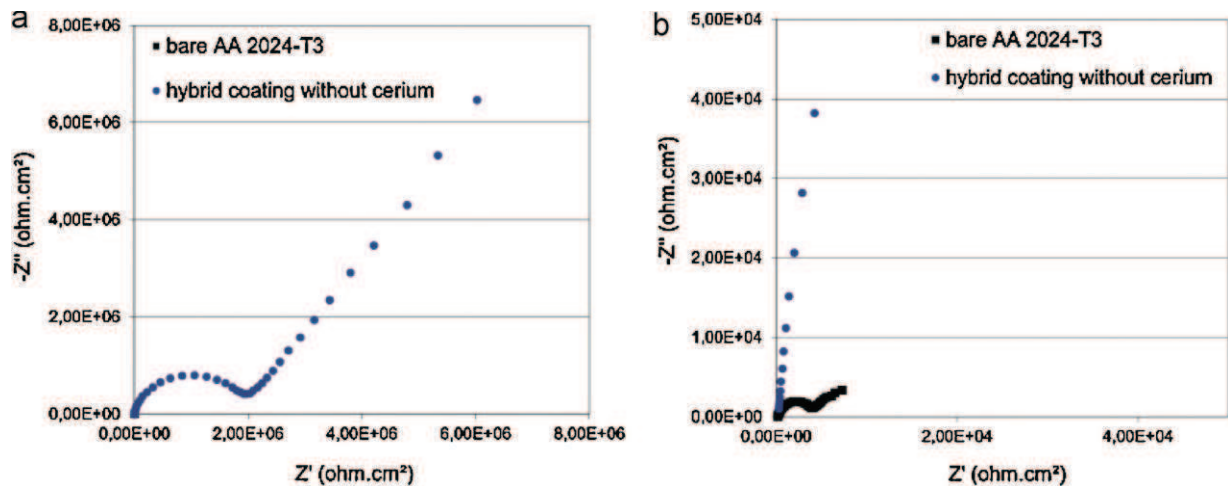 a
bare AA 2024-T3
hybrid coating without cerium
8,00E+06
6,00E+06
4,00E+06
2,00E+06
0,00E+00
-Z" (ohm.cm²)
0,00E+00 2,00E+06 4,00E+06 6,00E+06 8,00E+06
Z' (ohm.cm²)
b
bare AA 2024-T3
hybrid coating without cerium
5,00E+04
4,00E+04
3,00E+04
2,00E+04
1,00E+04
0,00E+00
-Z" (ohm.cm²)
0,00E+00 2,00E+04 4,00E+04
Z' (ohm.cm²)